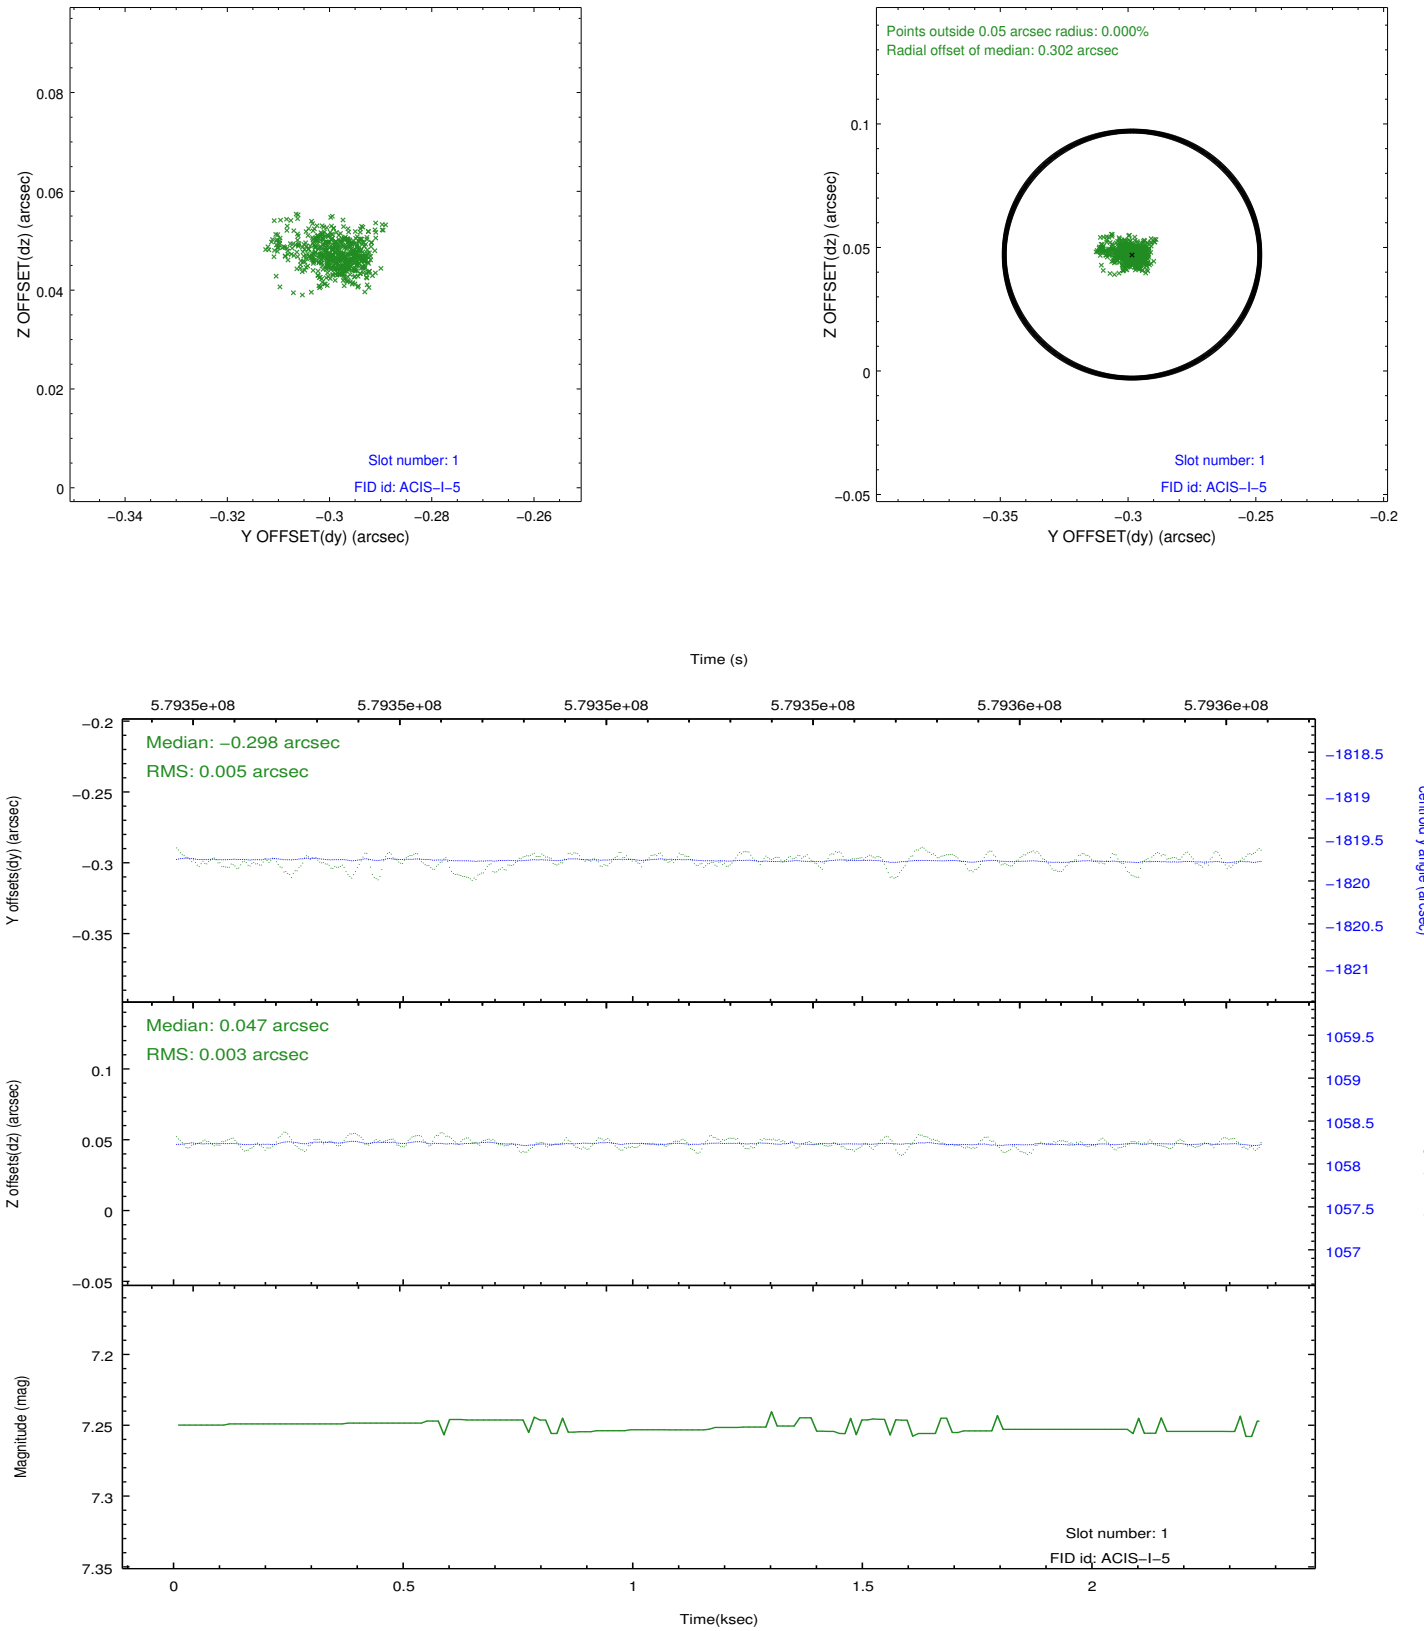 0.08
0.06
0.04
0.02
0
−0.34
−0.32
−0.3
−0.28
−0.26
Z OFFSET(dz) (arcsec)
Y OFFSET(dy) (arcsec)
Slot number: 1
FID id: ACIS−I−5
Points outside 0.05 arcsec radius: 0.000%
Radial offset of median: 0.302 arcsec
0.1
0.05
0
−0.05
−0.35
−0.3
−0.25
−0.2
Z OFFSET(dz) (arcsec)
Y OFFSET(dy) (arcsec)
Slot number: 1
FID id: ACIS−I−5
Time (s)
5.7935e+08
5.7935e+08
5.7935e+08
5.7935e+08
5.7936e+08
5.7936e+08
−0.2
−0.25
−0.3
−0.35
Y offsets(dy) (arcsec)
Median: −0.298 arcsec
RMS: 0.005 arcsec
−1818.5
−1819
−1819.5
−1820
−1820.5
−1821
centroid y angle (arcsec)
0.1
0.05
0
−0.05
Z offsets(dz) (arcsec)
Median: 0.047 arcsec
RMS: 0.003 arcsec
1059.5
1059
1058.5
1058
1057.5
1057
7.2
7.25
7.3
7.35
Magnitude (mag)
Slot number: 1
FID id: ACIS−I−5
0
0.5
1
1.5
2
Time(ksec)